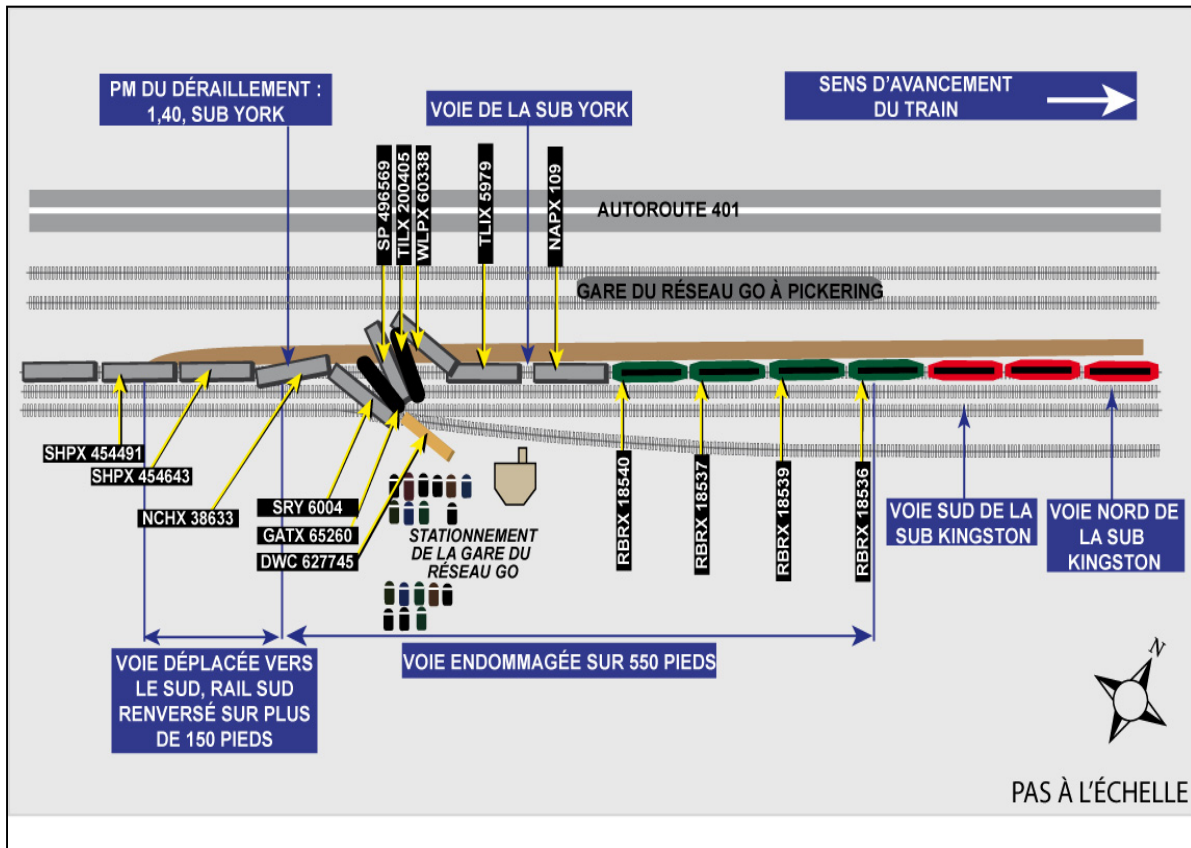 PM DU DÉRAILLEMENT :
1,40, SUB YORK
VOIE DE LA SUB YORK
SENS D'AVANCEMENT
DU TRAIN
SP 496569
TILX 200405
WLPX 60338
TLIX 5979
NAPX 109
AUTOROUTE 401
GARE DU RÉSEAU GO À PICKERING
SHPX 454491
SHPX 454643
NCHX 38633
SRY 6004
GATX 65260
DWC 627745
STATIONNEMENT
DE LA GARE DU
RÉSEAU GO
RBRX 18540
RBRX 18537
RBRX 18539
RBRX 18536
VOIE SUD DE LA
SUB KINGSTON
VOIE NORD DE
LA SUB
KINGSTON
VOIE DÉPLACÉE VERS
LE SUD, RAIL SUD
RENVERSÉ SUR PLUS
DE 150 PIEDS
VOIE ENDOMMAGÉE SUR 550 PIEDS
N
PAS À L'ÉCHELLE